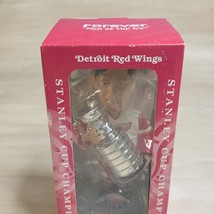 Forever
Detroit Red Wings
STANLEY CUP CHAMP
STANLEY CUP CHAMP